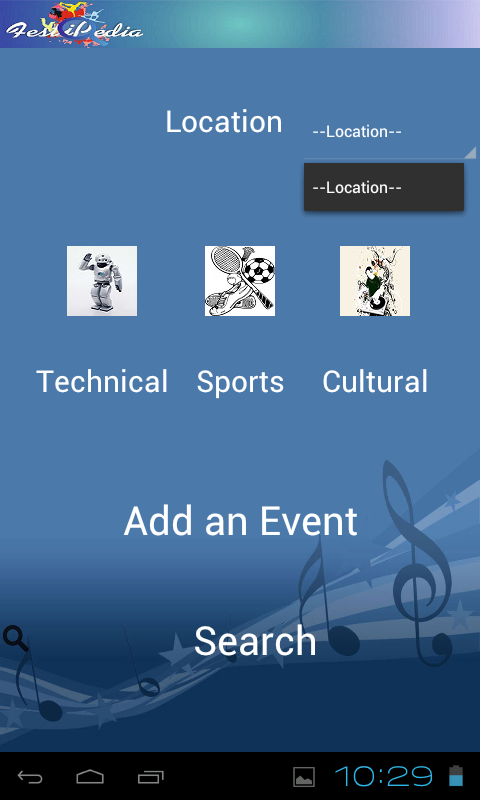 FestiPedia
Location
--Location--
--Location--
Technical Sports Cultural
Add an Event
Search
10:29